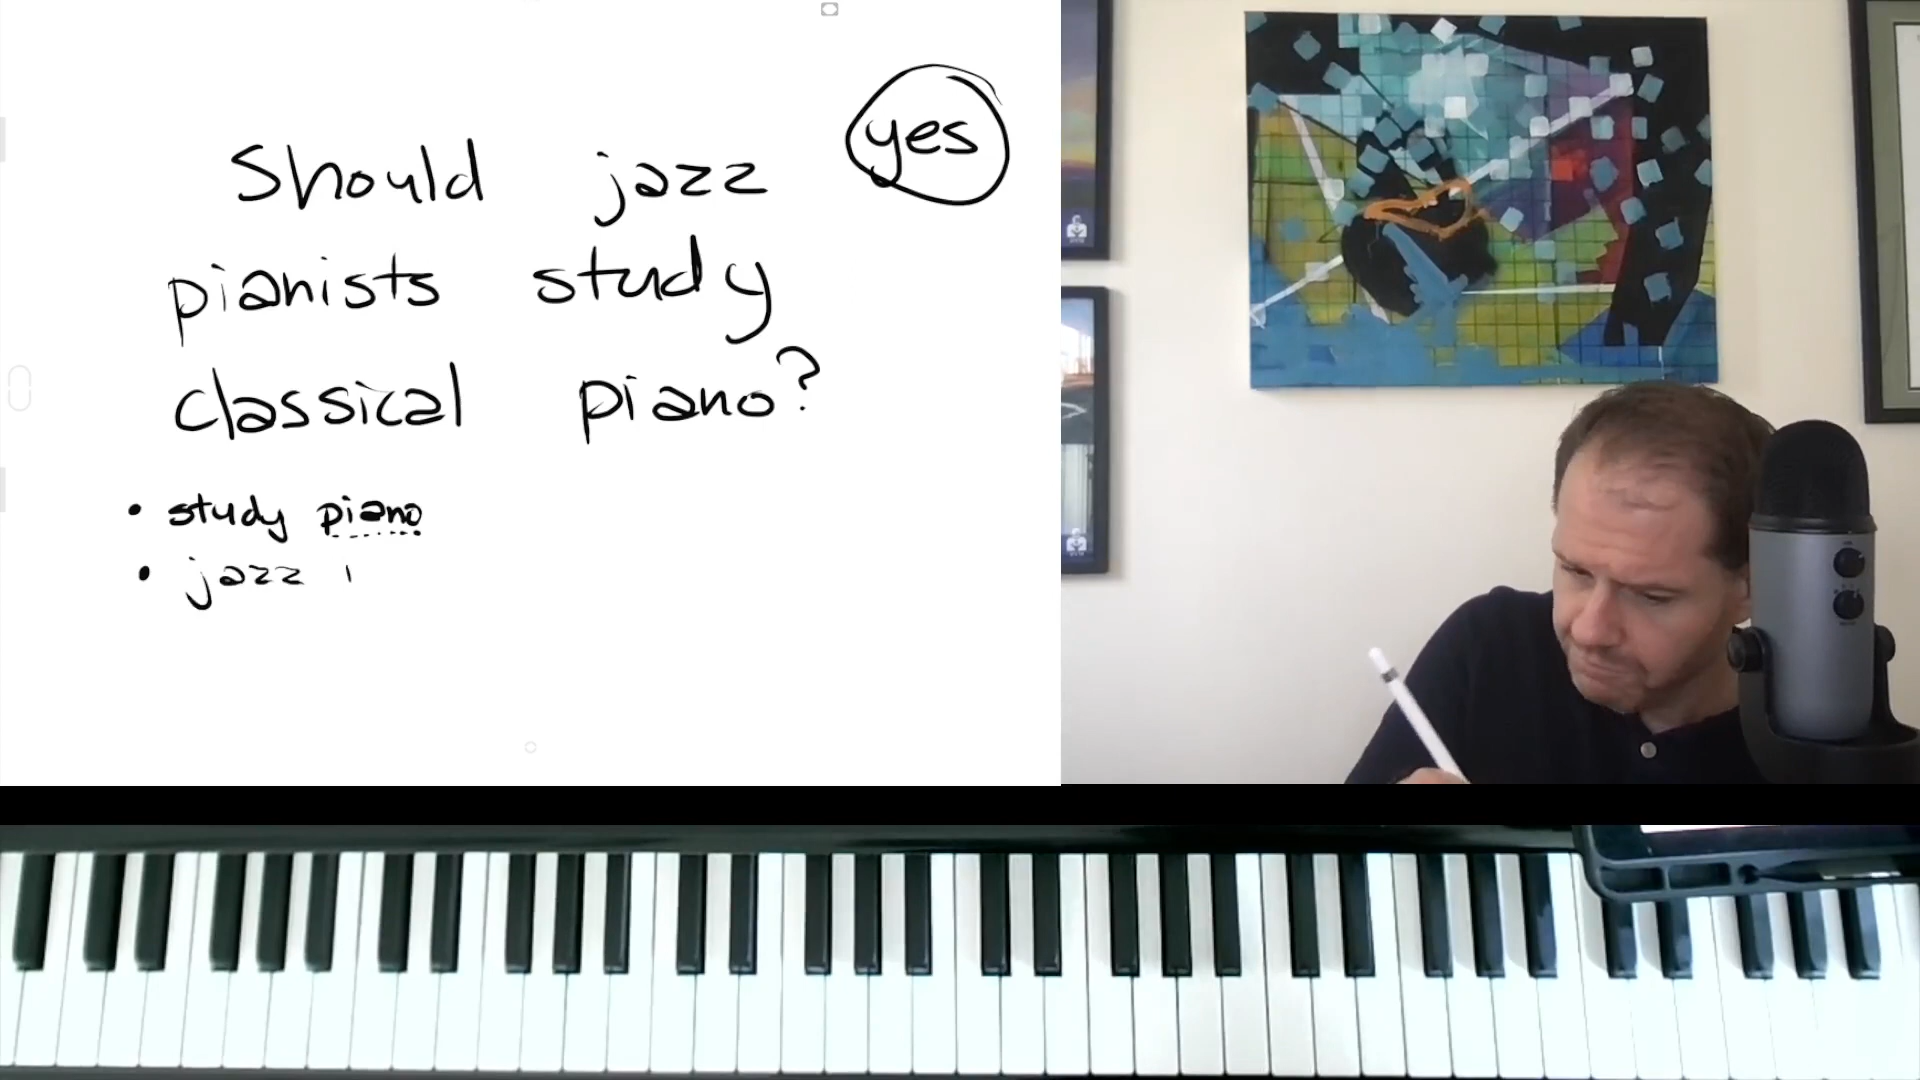 yes
Should jazz
pianists study
classical piano?
• study piano
• jazz